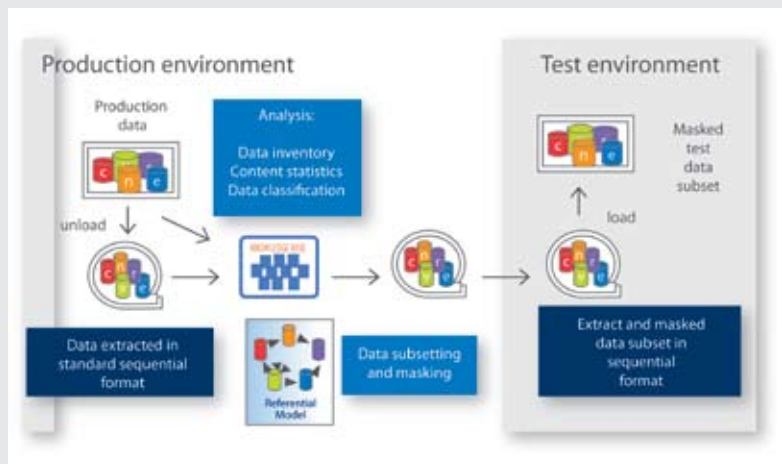 Production environment
Test environment
Production
data
Analysis:
Data inventory
Content statistics
Data classification
Masked
test
data
subset
c
n
e
c
n
e
unload
load
c
n
r
v
e
c
n
r
v
e
c
n
r
v
e
Data extracted in
standard sequential
format
Referential
Model
Data subsetting
and masking
Extract and masked
data subset in
sequential
format